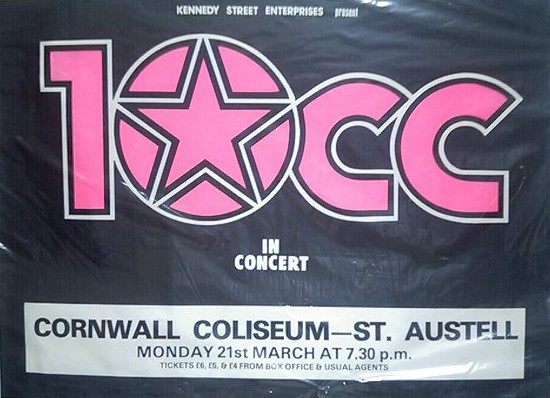 KENNEDY STREET ENTERPRISES present
10cc
IN
CONCERT
CORNWALL COLISEUM—ST. AUSTELL
MONDAY 21st MARCH AT 7.30 p.m.
TICKETS £6, £5, & £4 FROM BOX OFFICE & USUAL AGENTS